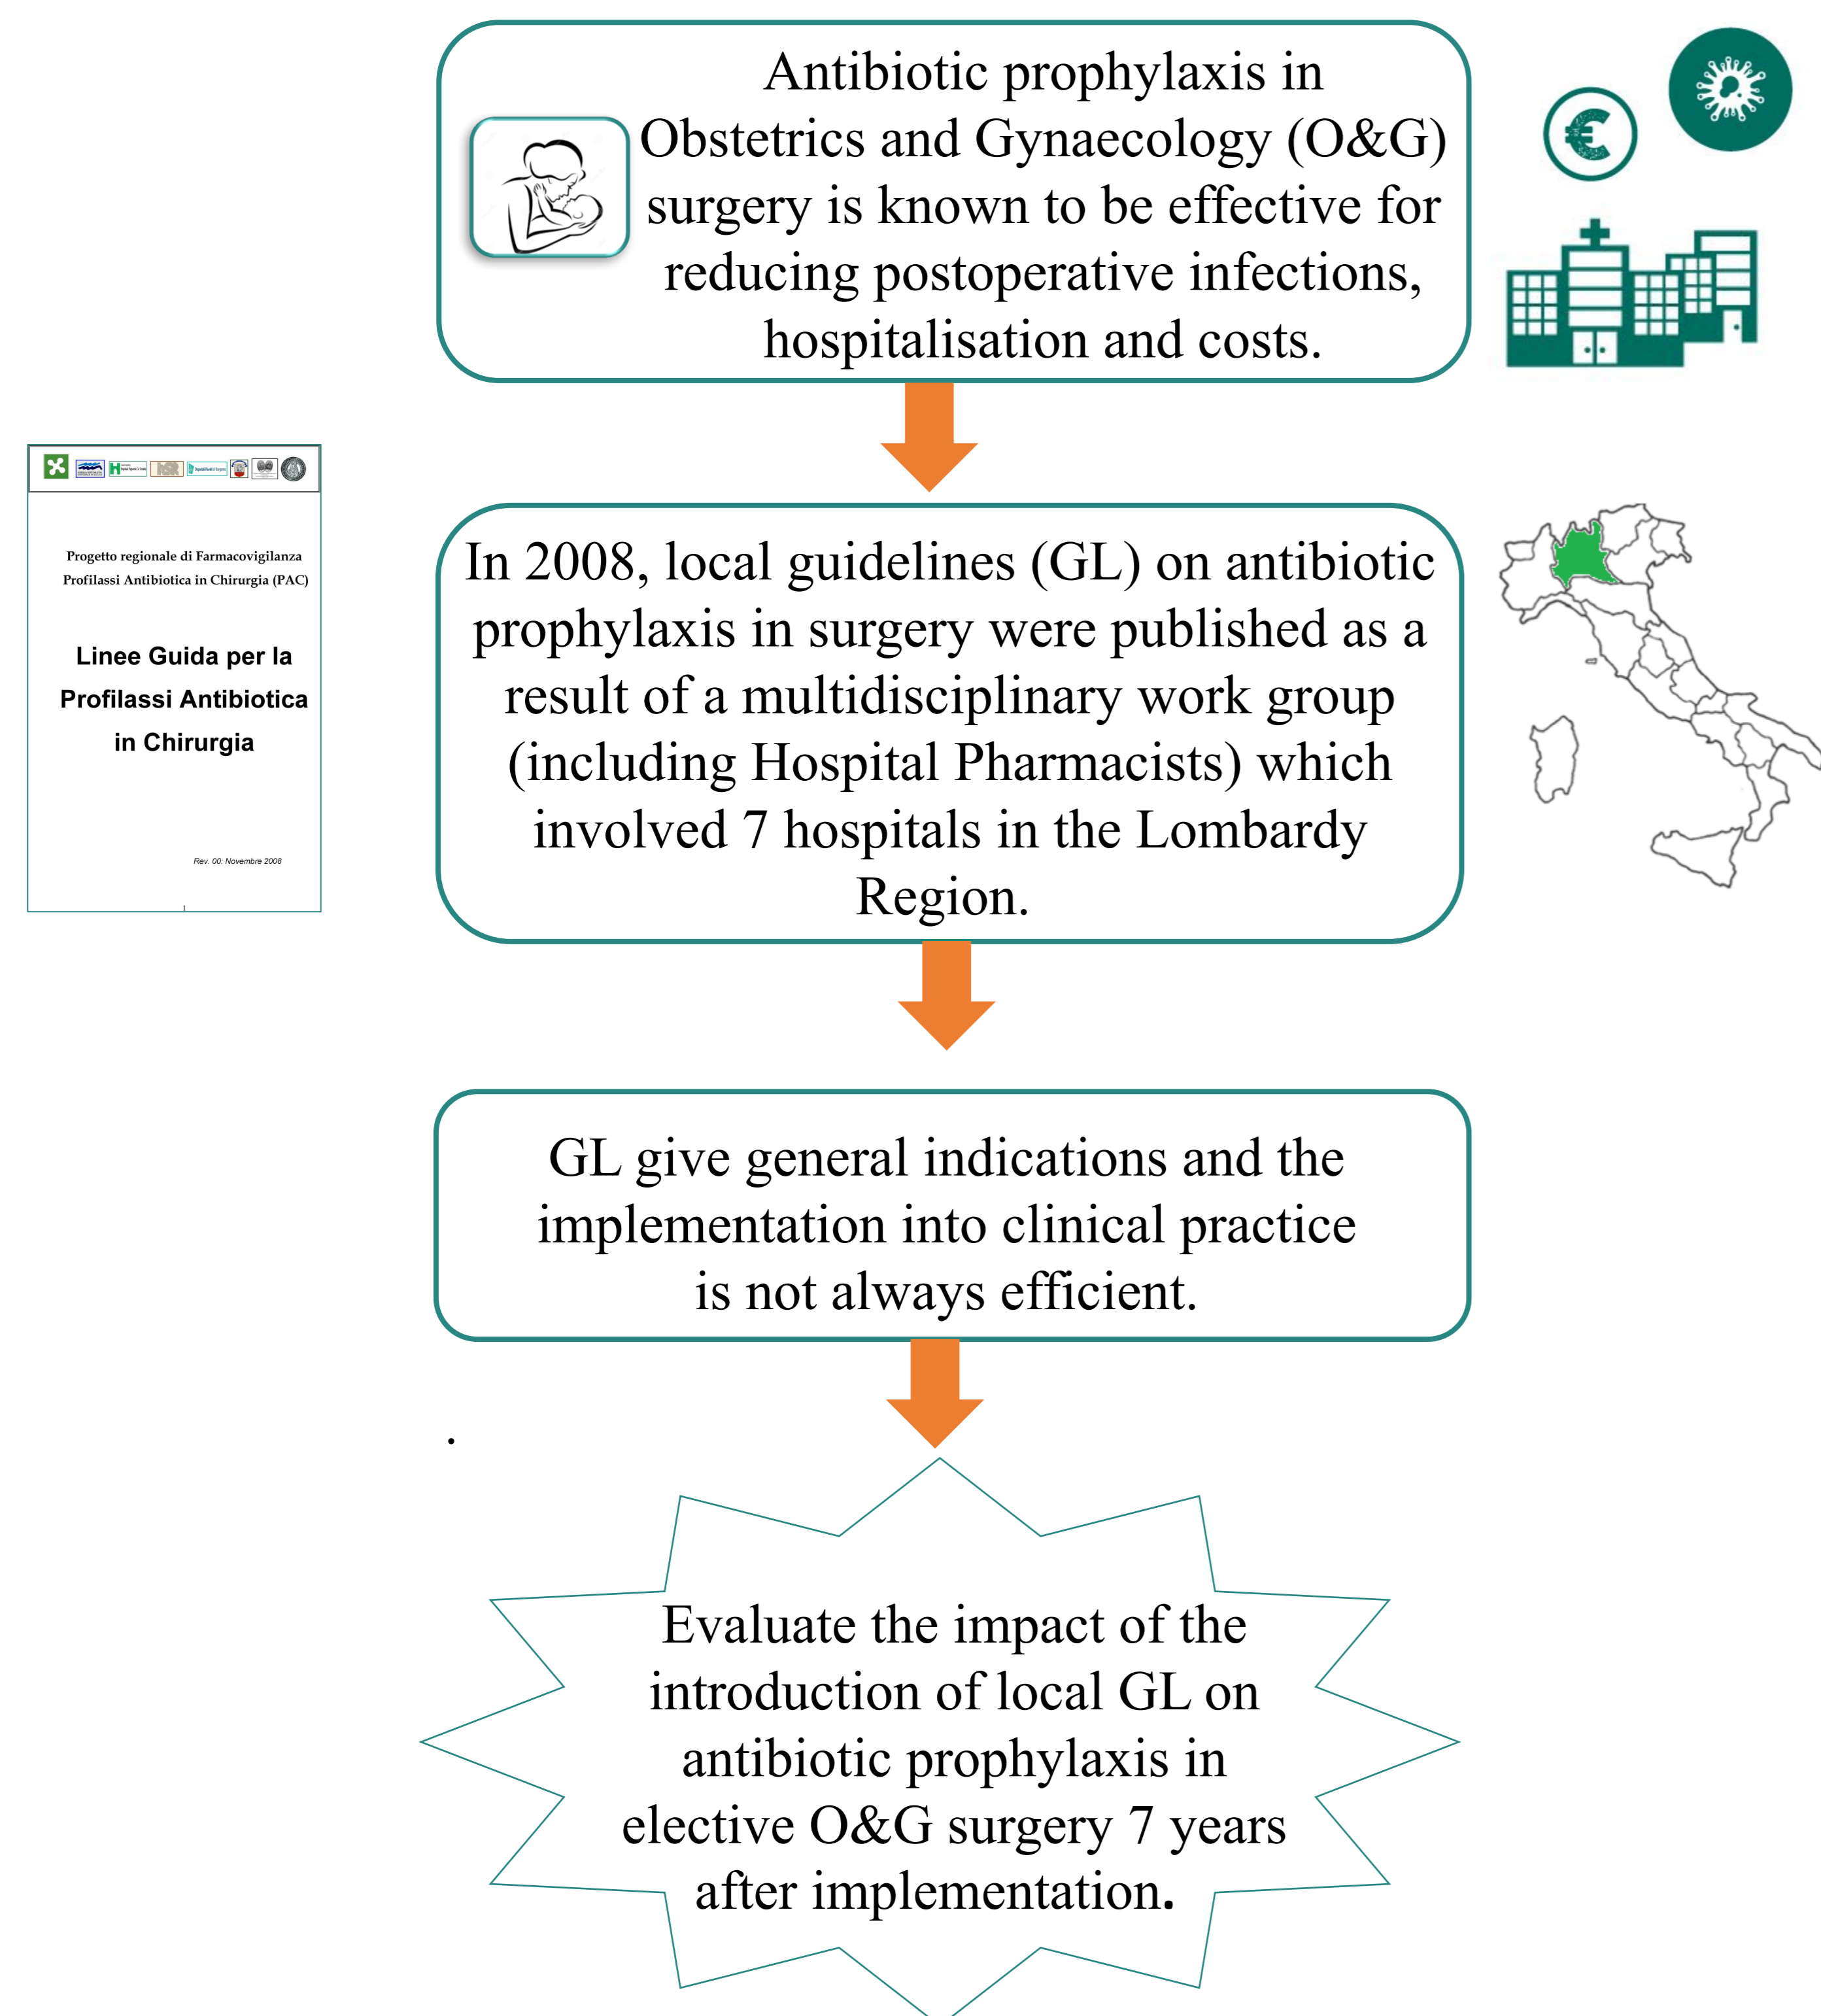 Antibiotic prophylaxis in
Obstetrics and Gynaecology (O&G)
surgery is known to be effective for
reducing postoperative infections,
hospitalisation and costs.
Progetto regionale di Farmacovigilanza
Profilassi Antibiotica in Chirurgia (PAC)
Linee Guida per la
Profilassi Antibiotica
in Chirurgia
Rev. 00: Novembre 2008
In 2008, local guidelines (GL) on antibiotic
prophylaxis in surgery were published as a
result of a multidisciplinary work group
(including Hospital Pharmacists) which
involved 7 hospitals in the Lombardy
Region.
GL give general indications and the
implementation into clinical practice
is not always efficient.
.
Evaluate the impact of the
introduction of local GL on
antibiotic prophylaxis in
elective O&G surgery 7 years
after implementation.